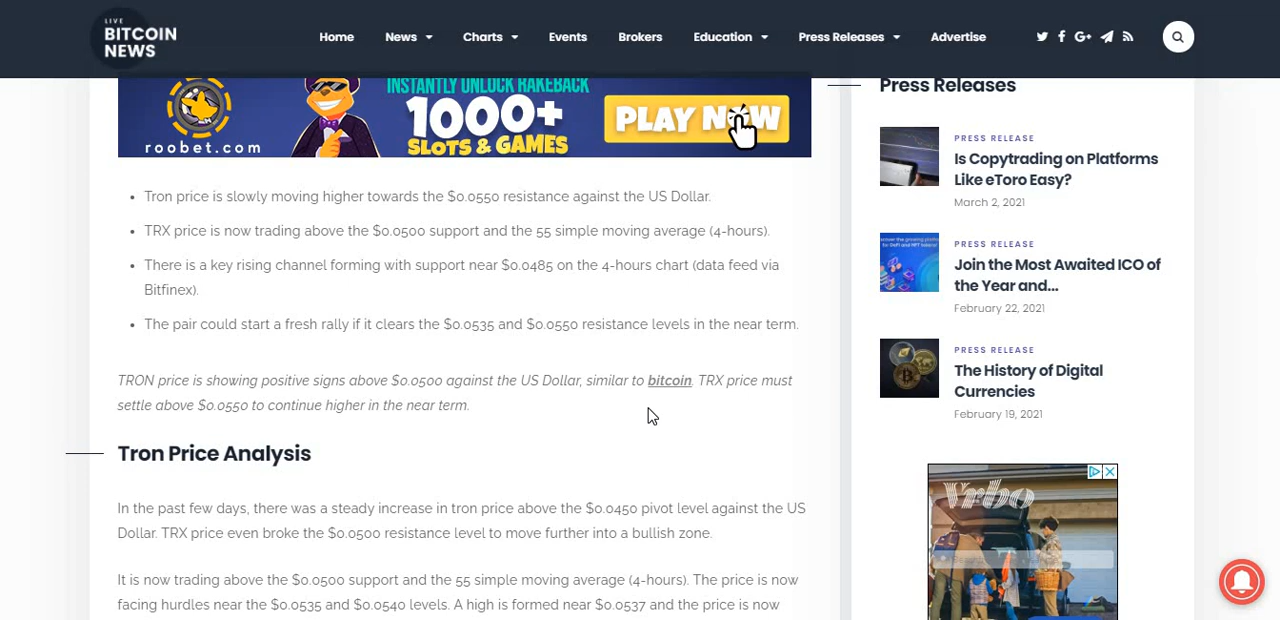 LIVE
BITCOIN
NEWS
Home
News
Charts
Events
Brokers
Education
Press Releases
Advertise
INSTANTLY UNLOCK RAKEBACK
1000+
SLOTS & GAMES
roobet.com
PLAY NOW
Tron price is slowly moving higher towards the $0.0550 resistance against the US Dollar.
TRX price is now trading above the $0.0500 support and the 55 simple moving average (4-hours).
There is a key rising channel forming with support near $0.0485 on the 4-hours chart (data feed via
Bitfinex).
The pair could start a fresh rally if it clears the $0.0535 and $0.0550 resistance levels in the near term.
TRON price is showing positive signs above $0.0500 against the US Dollar, similar to bitcoin. TRX price must
settle above $0.0550 to continue higher in the near term.
Tron Price Analysis
In the past few days, there was a steady increase in tron price above the $0.0450 pivot level against the US
Dollar. TRX price even broke the $0.0500 resistance level to move further into a bullish zone.
It is now trading above the $0.0500 support and the 55 simple moving average (4-hours). The price is now
facing hurdles near the $0.0535 and $0.0540 levels. A high is formed near $0.0537 and the price is now
Press Releases
PRESS RELEASE
Is Copytrading on Platforms
Like eToro Easy?
March 2, 2021
PRESS RELEASE
Join the Most Awaited ICO of
the Year and...
February 22, 2021
PRESS RELEASE
The History of Digital
Currencies
February 19, 2021
Vrbo